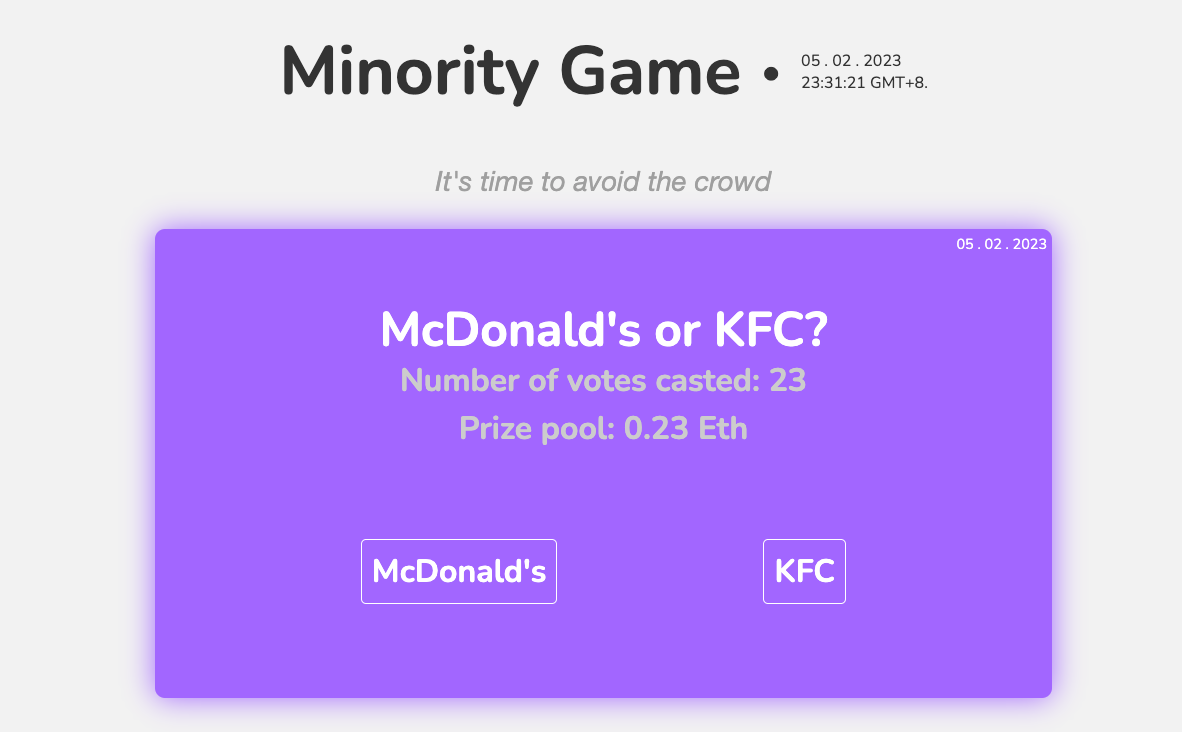 Minority Game •
05 . 02 . 2023
23:31:21 GMT+8.
It's time to avoid the crowd
05 . 02 . 2023
McDonald's or KFC?
Number of votes casted: 23
Prize pool: 0.23 Eth
McDonald's
KFC